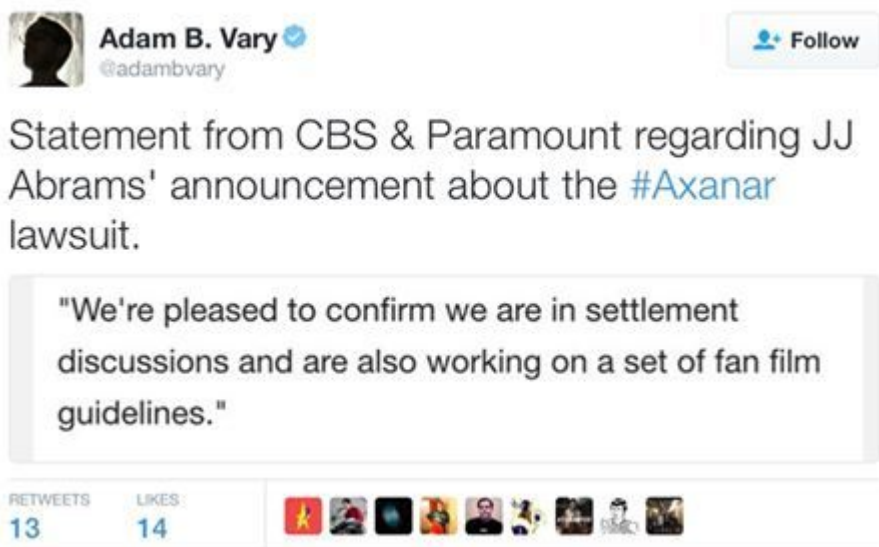 Adam B. Vary
Follow
@adambvary
Statement from CBS & Paramount regarding JJ
Abrams' announcement about the #Axanar
lawsuit.
"We're pleased to confirm we are in settlement
discussions and are also working on a set of fan film
guidelines."
RETWEETS LIKES
13 14